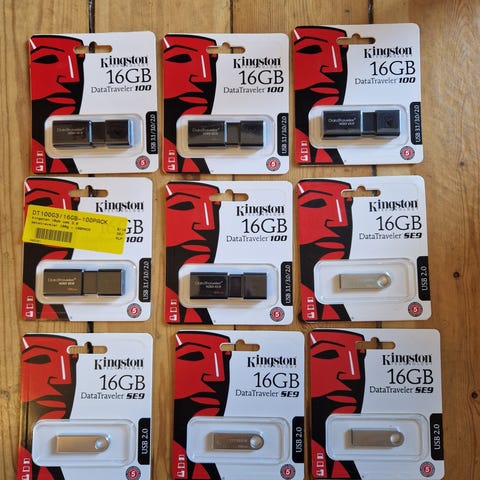 Kingston
16GB
DataTraveler 100
USB 3.1/3.0/2.0
5
Kingston
16GB
DataTraveler 100
USB 3.1/3.0/2.0
5
Kingston
16GB
DataTraveler 100
USB 3.1/3.0/2.0
5
DT100G3/16GB-100PACK
Kingston
16GB
100
USB 3.1/3.0/2.0
5
Kingston
16GB
DataTraveler 100
USB 3.1/3.0/2.0
5
Kingston
16GB
DataTraveler SE9
USB 2.0
5
Kingston
16GB
DataTraveler SE9
USB 2.0
5
Kingston
16GB
DataTraveler SE9
USB 2.0
5
Kingston
16GB
DataTraveler SE9
USB 2.0
5